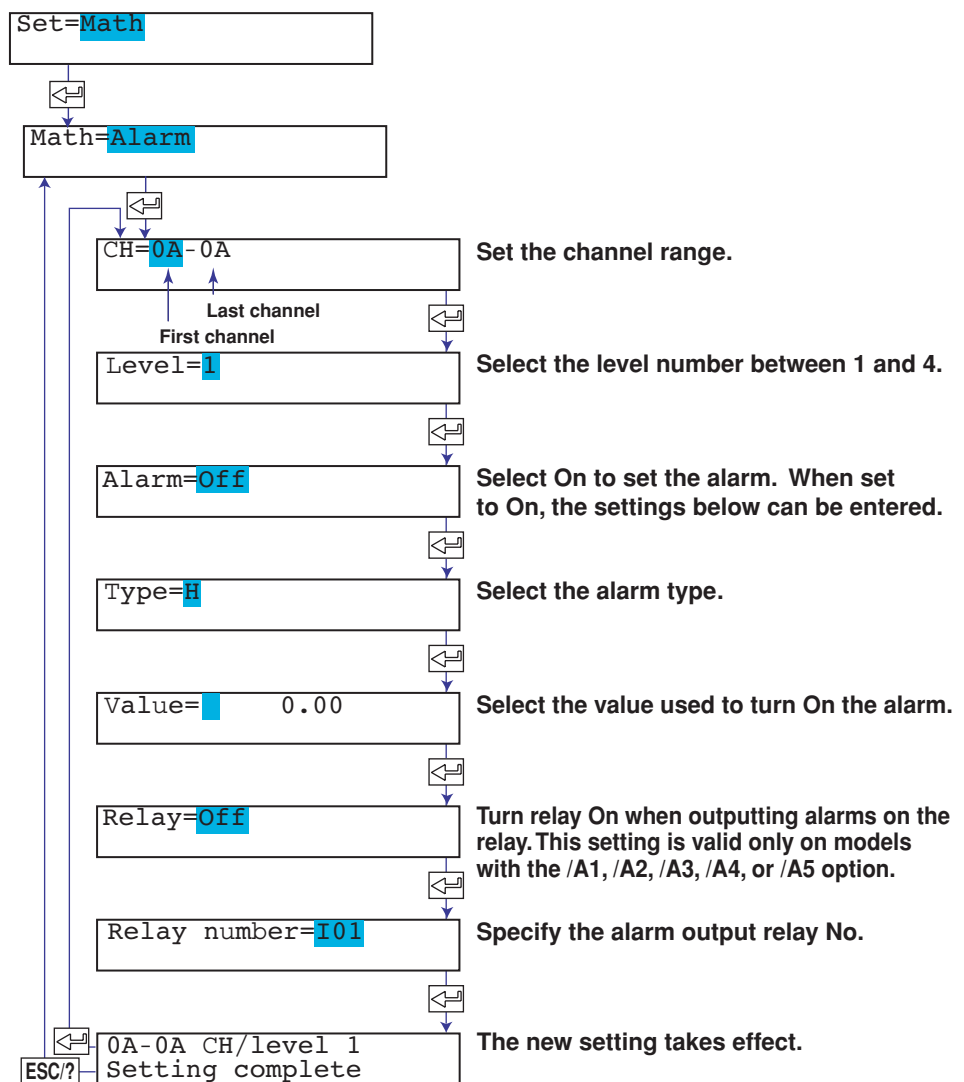 Set=Math
Math=Alarm
CH=0A-0A
Set the channel range.
Last channel
First channel
Level=1
Select the level number between 1 and 4.
Alarm=Off
Select On to set the alarm. When set
to On, the settings below can be entered.
Type=H
Select the alarm type.
Value= 0.00
Select the value used to turn On the alarm.
Relay=Off
Turn relay On when outputting alarms on the
relay. This setting is valid only on models
with the /A1, /A2, /A3, /A4, or /A5 option.
Relay number=I01
Specify the alarm output relay No.
0A-0A CH/level 1
Setting complete
The new setting takes effect.
ESC/?